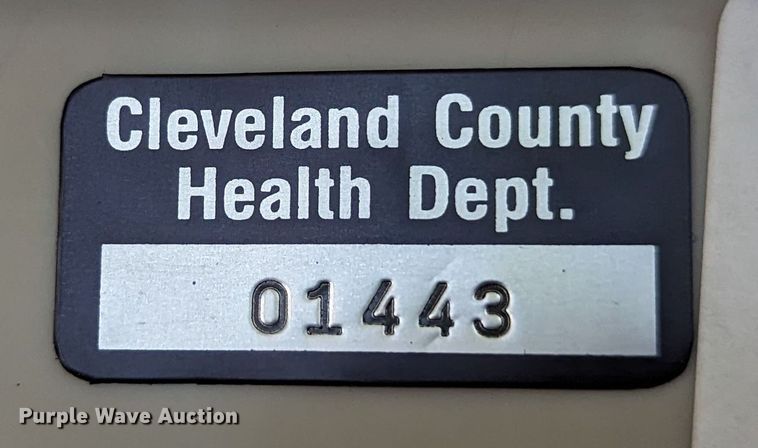 Cleveland County
Health Dept.
01443
Purple Wave Auction